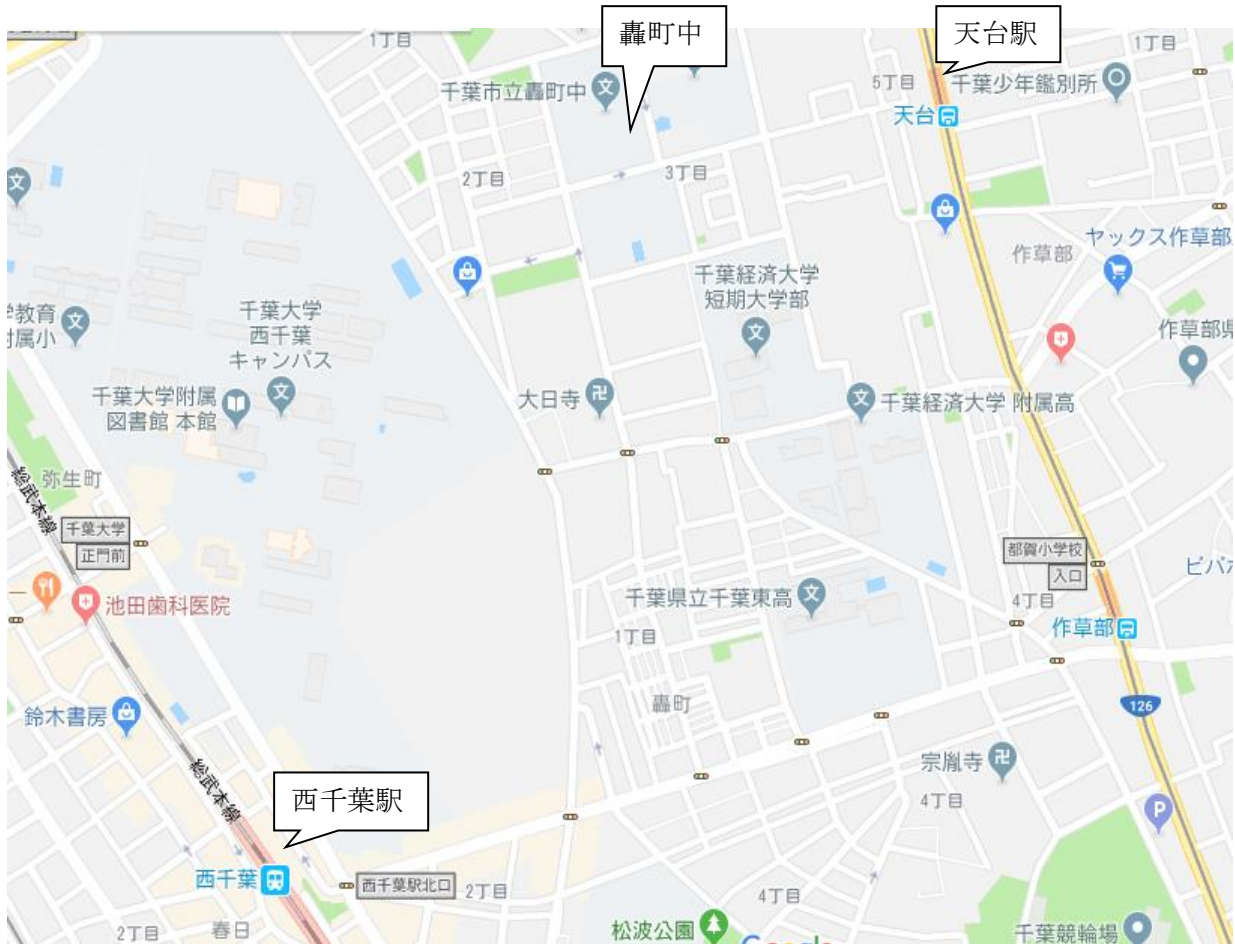 轟町中
天台駅
1丁目
1丁目
千葉市立轟町中
5丁目
千葉少年鑑別所
天台
2丁目
3丁目
作草部
ヤックス作草部
千葉経済大学
短期大学部
千葉大学
西千葉
キャンパス
学教育
付属小
作草部県
千葉大学附属
図書館 本館
大日寺
千葉経済大学 附属高
弥生町
総武本線
千葉大学
正門前
都賀小学校
入口
ビバホ
池田歯科医院
千葉県立千葉東高
4丁目
1丁目
作草部
轟町
126
鈴木書房
宗胤寺
総武本線
西千葉駅
4丁目
P
西千葉
西千葉駅北口
2丁目
4丁目
2丁目
春日
松波公園
Google
千葉競輪場